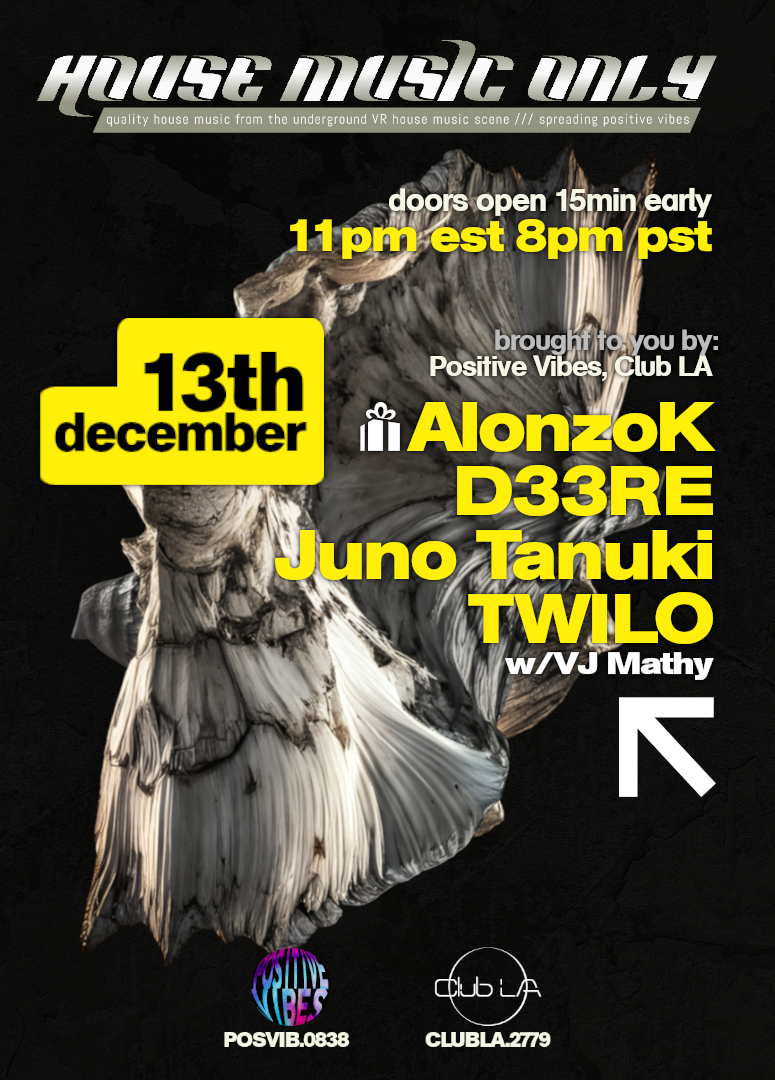 HOUSE MUSIC ONLY
quality house music from the underground VR house music scene /// spreading positive vibes
doors open 15min early
11pm est 8pm pst
13th
december
brought to you by:
Positive Vibes, Club LA
AlonzoK
D33RE
Juno Tanuki
TWILO
w/VJ Mathy
POSITIVE
VIBES
POSVIB.0838
Club LA
CLUBLA.2779